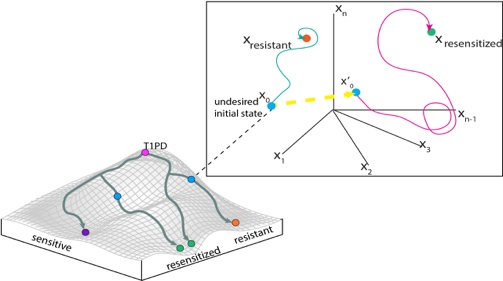 xn
xresistant
xresensitized
x0
x'0
undesired
initial state
xn-1
x1
x2
x3
T1PD
sensitive
resensitized
resistant